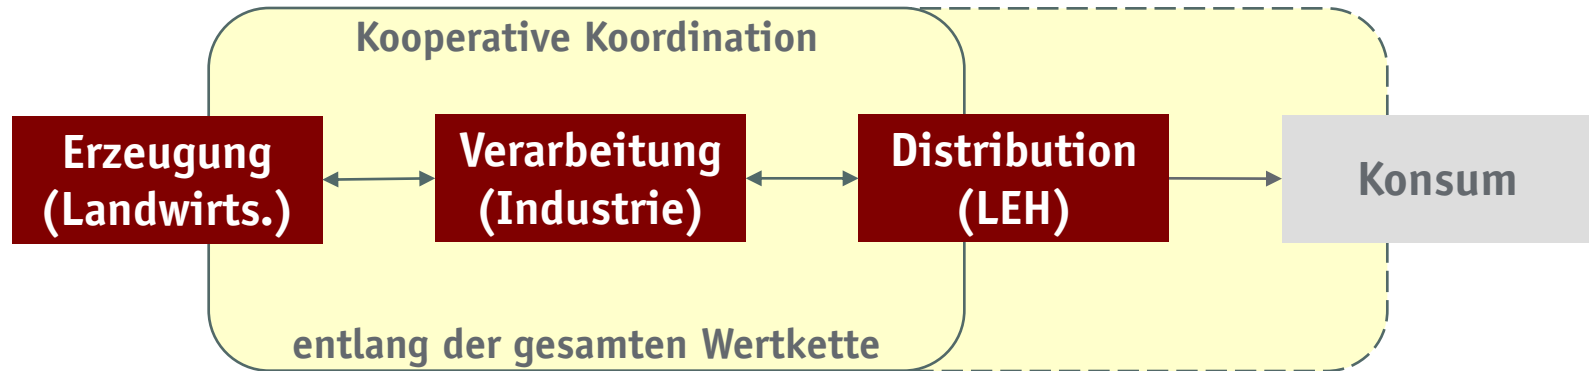 Kooperative Koordination
Erzeugung
(Landwirts.)
Verarbeitung
(Industrie)
Distribution
(LEH)
Konsum
entlang der gesamten Wertkette